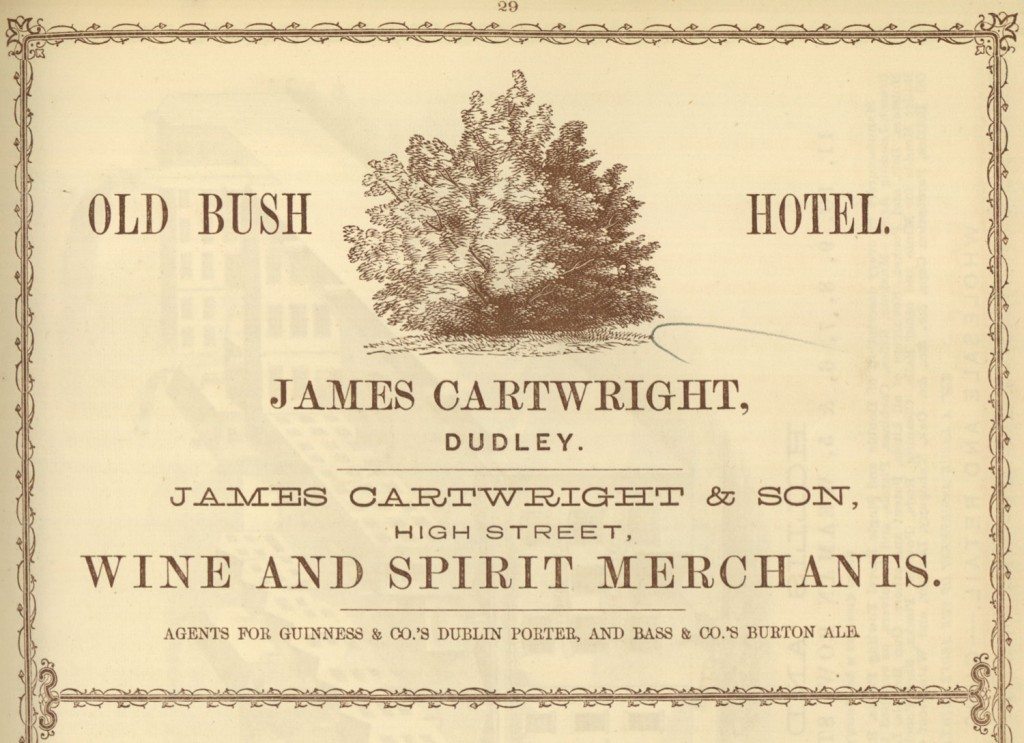 29
OLD BUSH HOTEL.
JAMES CARTWRIGHT,
DUDLEY.
JAMES CARTWRIGHT & SON,
HIGH STREET,
WINE AND SPIRIT MERCHANTS.
AGENTS FOR GUINNESS & CO.'S DUBLIN PORTER, AND BASS & CO.'S BURTON ALE.